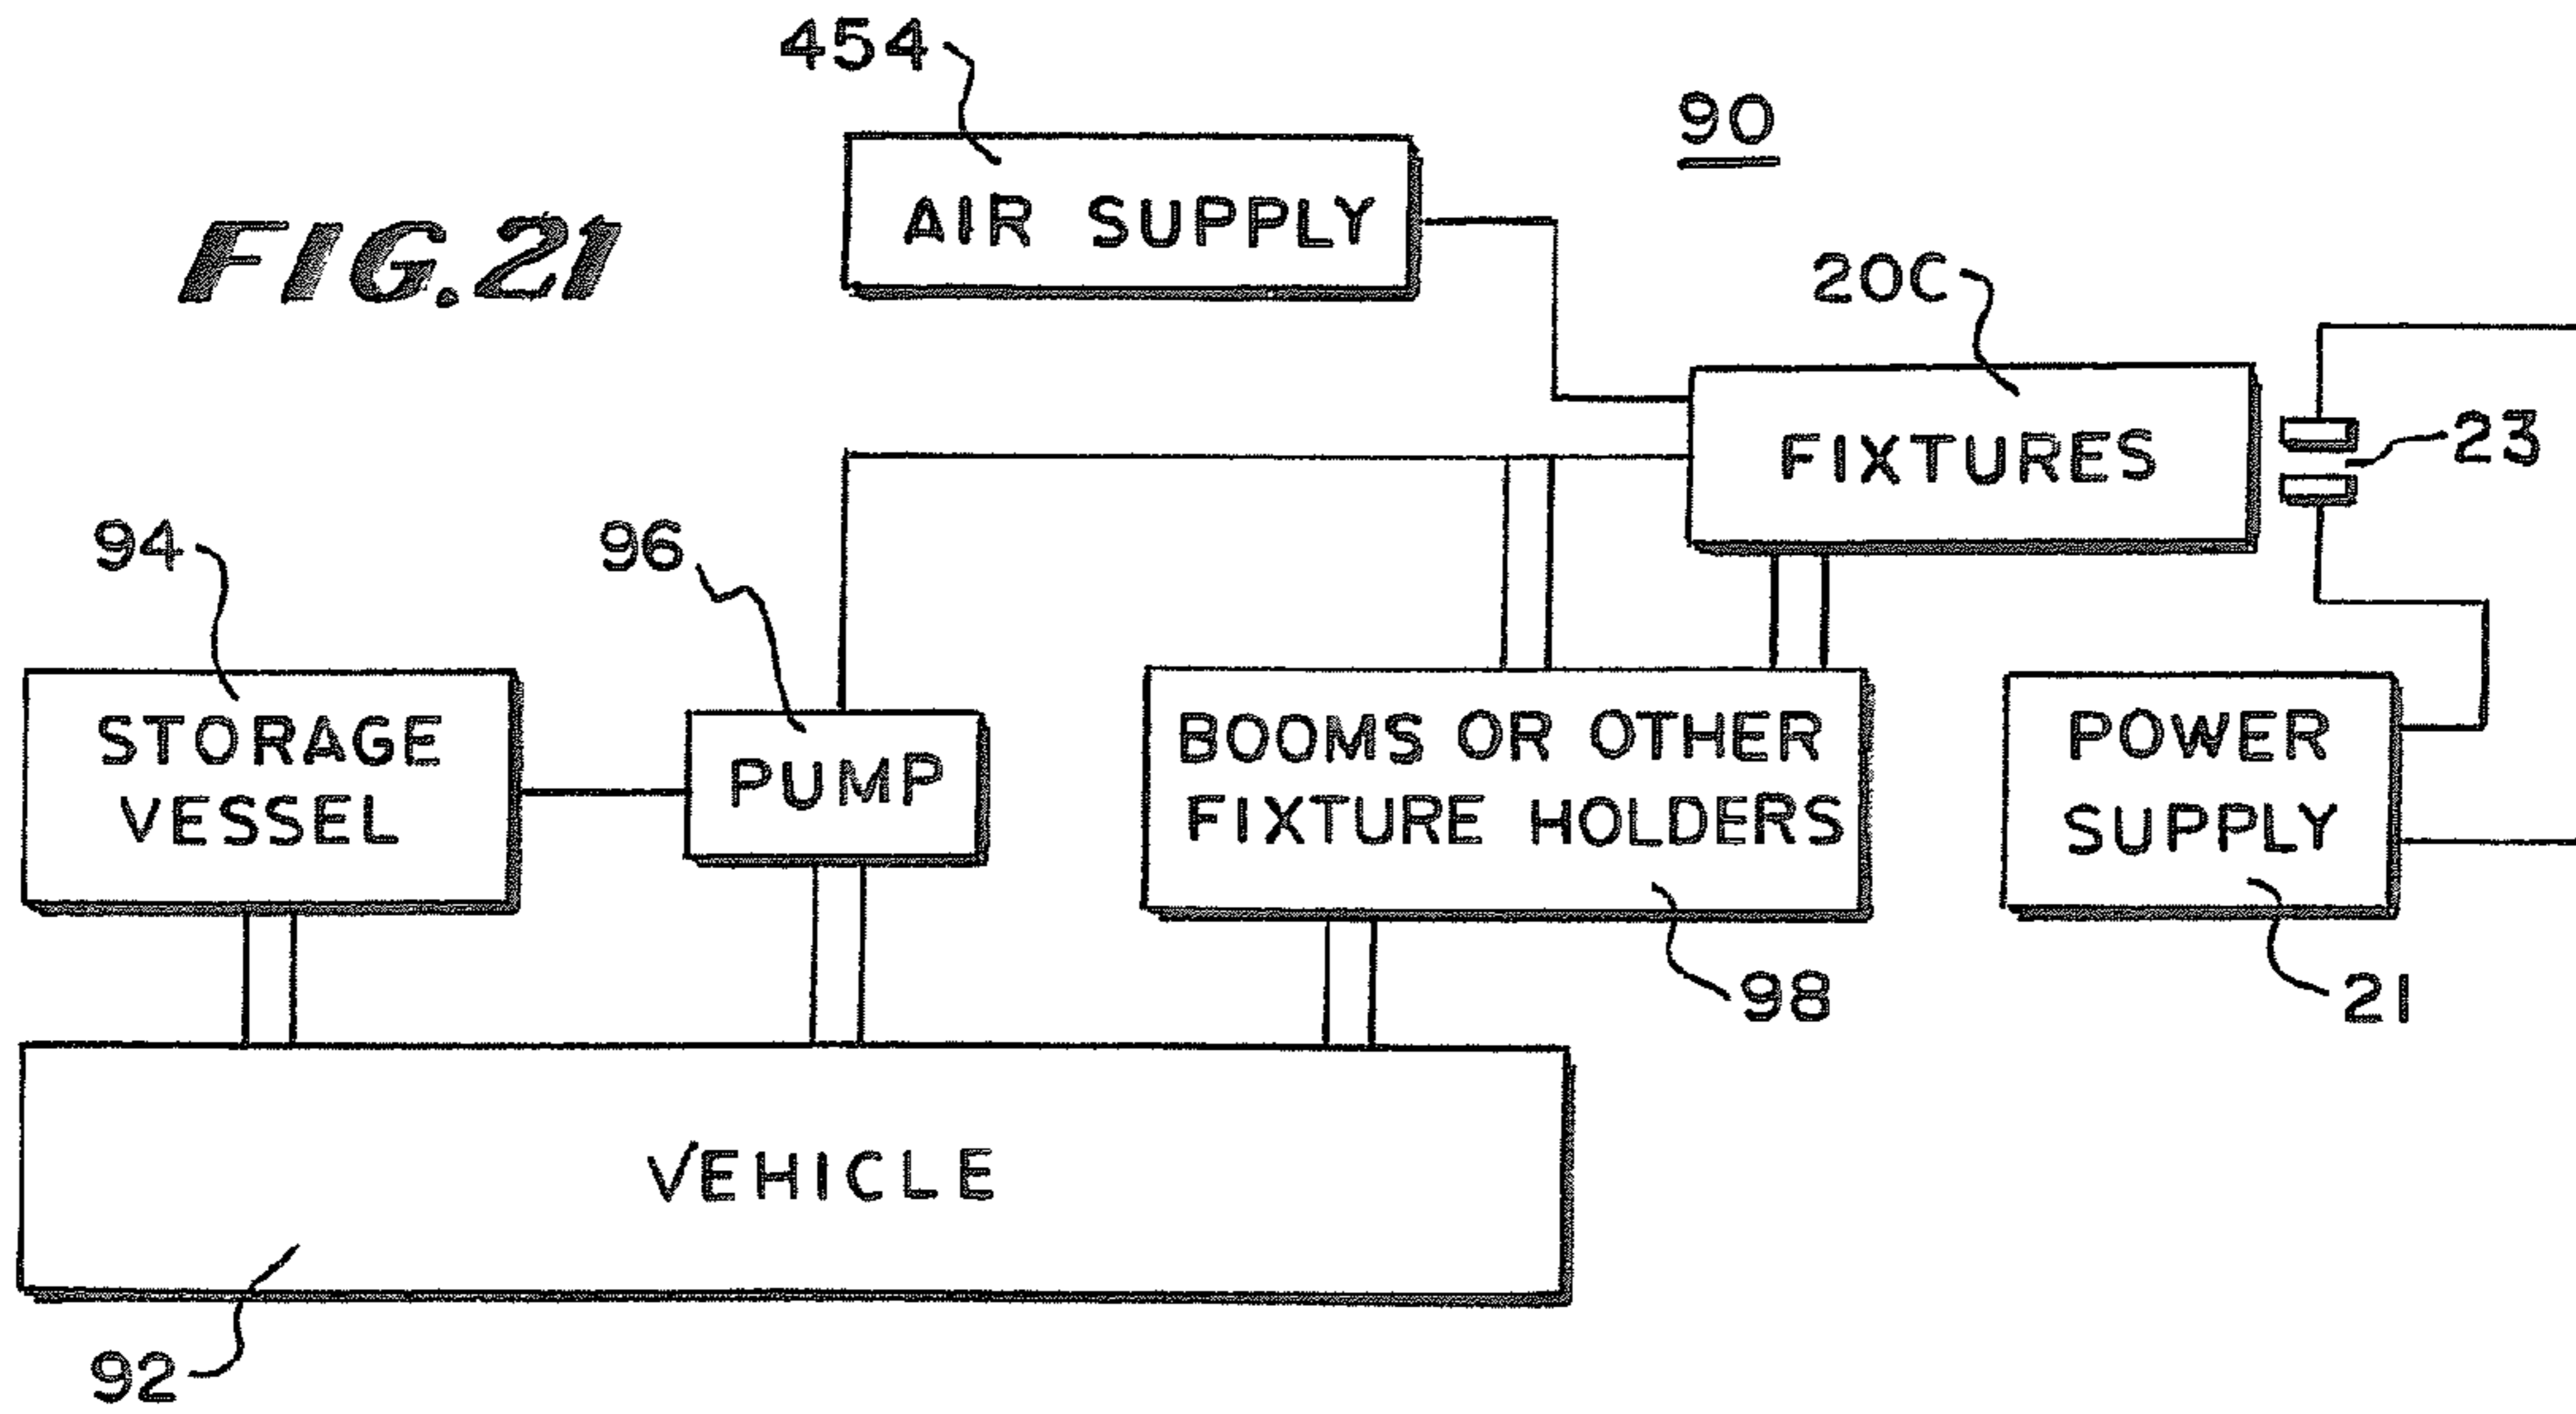 454
90
AIR SUPPLY
FIG.21
20C
FIXTURES
23
94
96
STORAGE
VESSEL
PUMP
BOOMS OR OTHER
FIXTURE HOLDERS
POWER
SUPPLY
98
21
VEHICLE
92